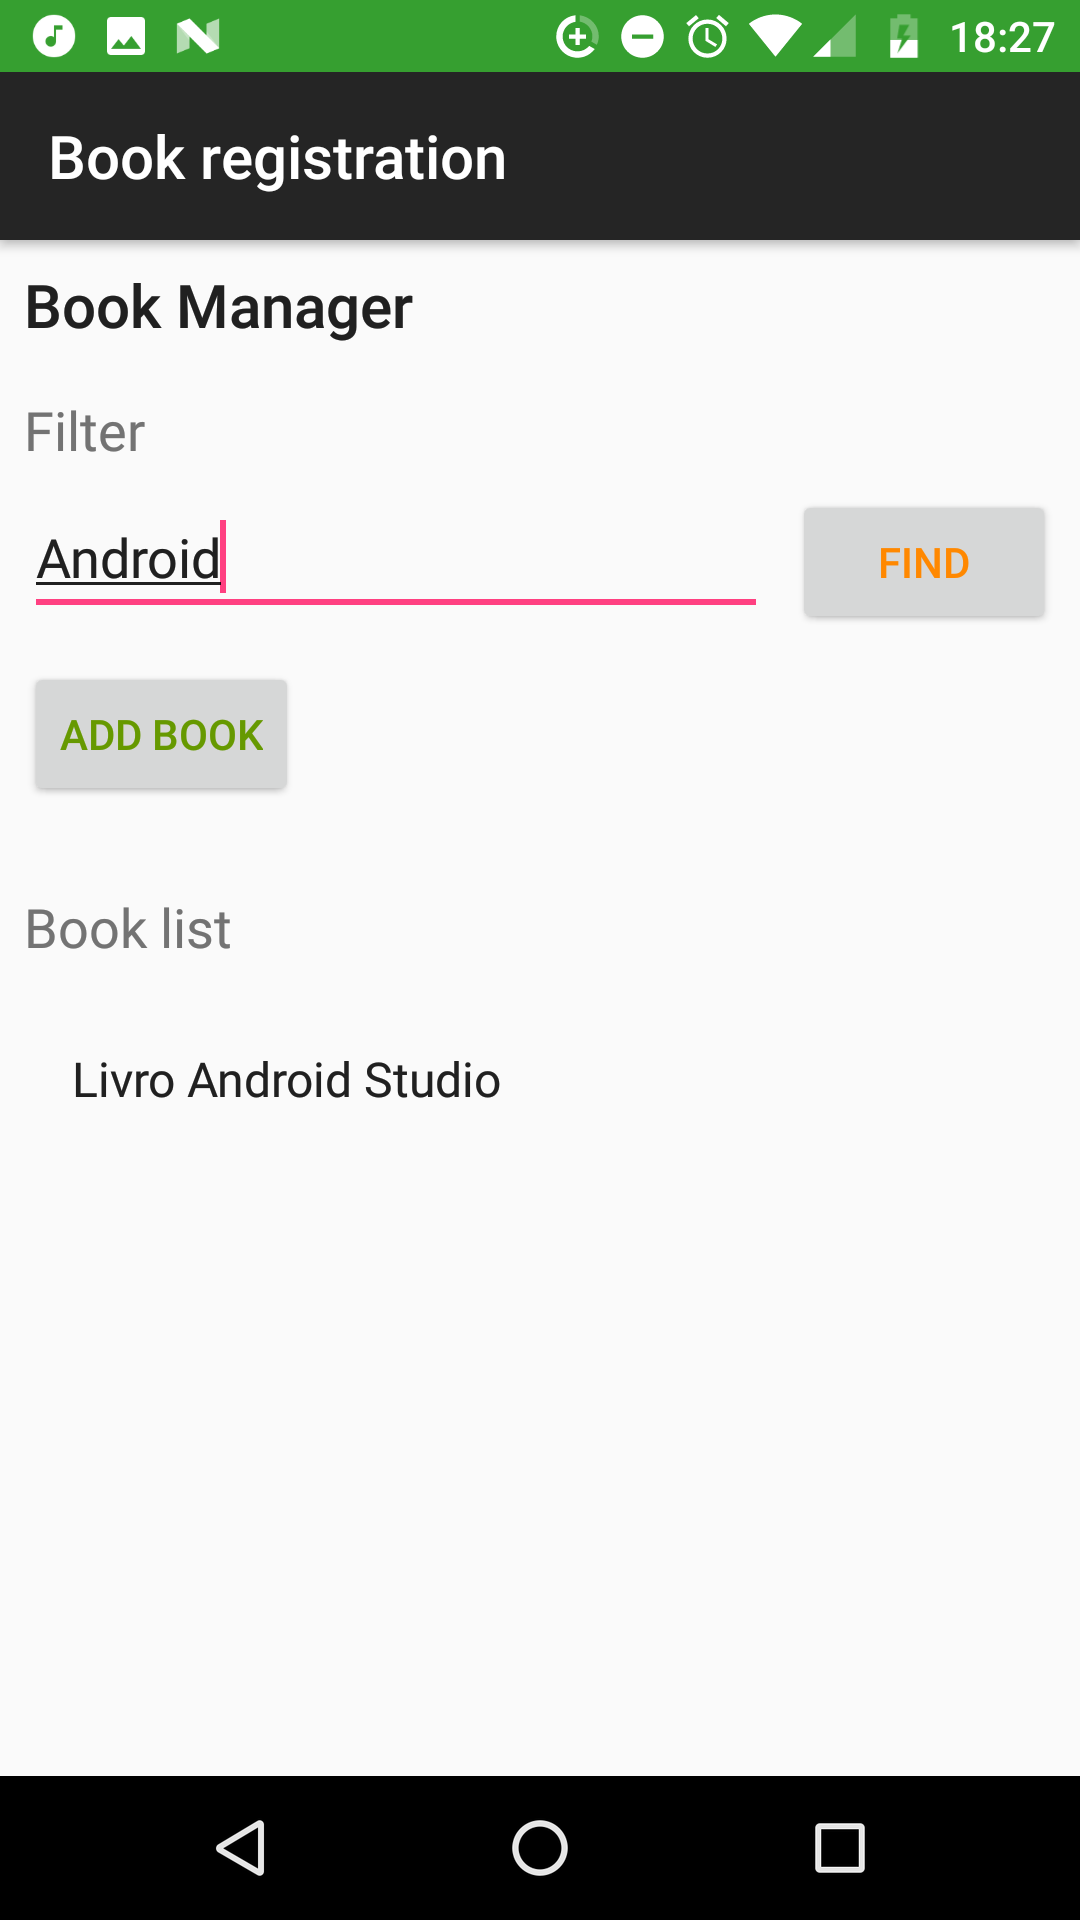 18:27
Book registration
Book Manager
Filter
Android
FIND
ADD BOOK
Book list
Livro Android Studio